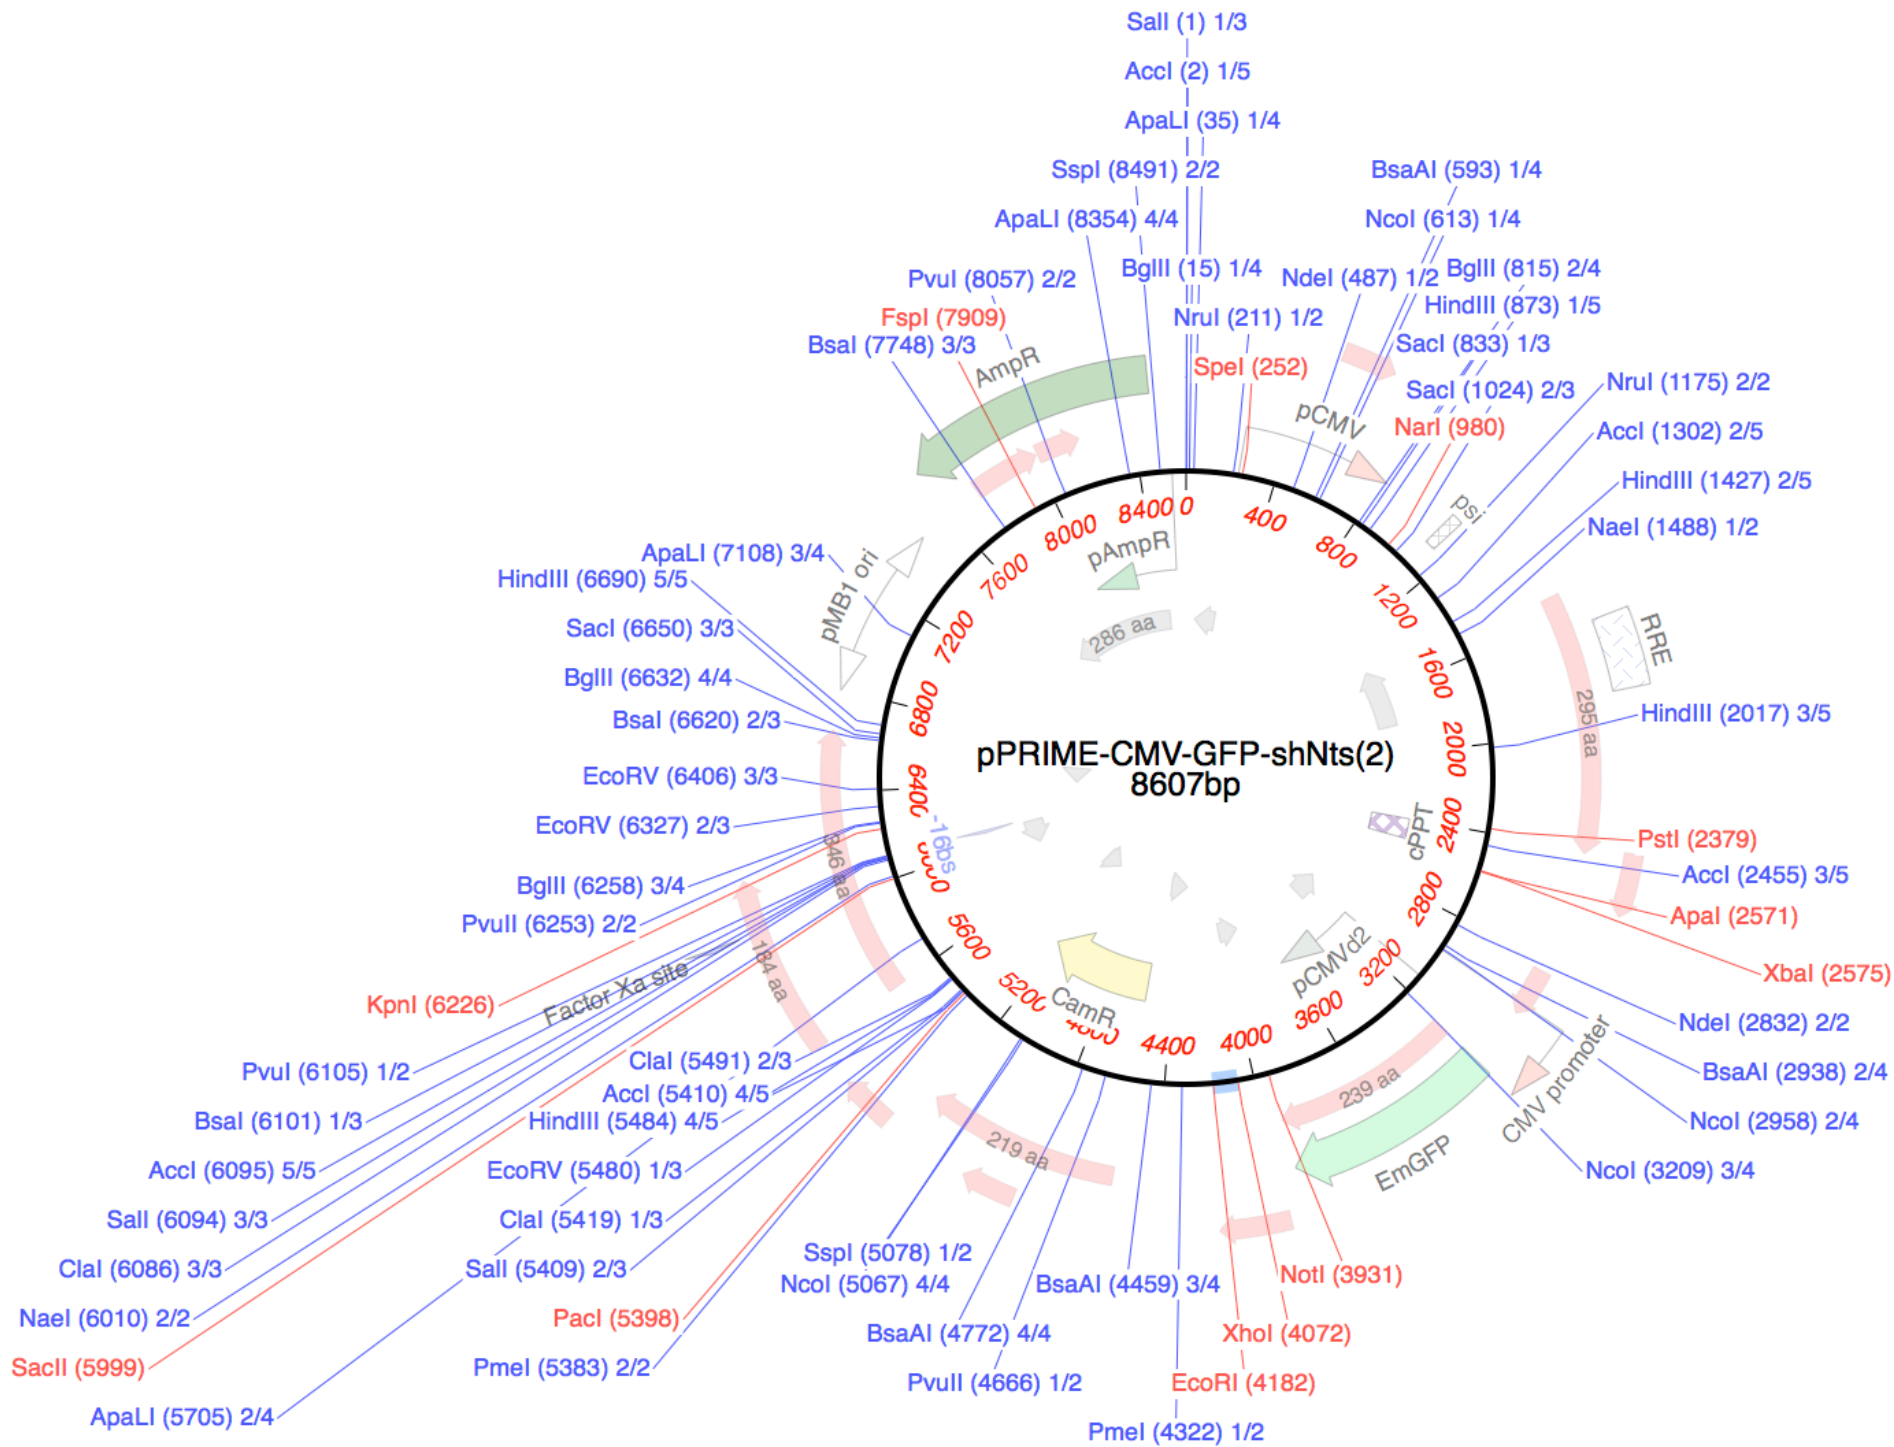 SalI (1) 1/3
AccI (2) 1/5
ApaLI (35) 1/4
SspI (8491) 2/2
BsaAI (593) 1/4
ApaLI (8354) 4/4
NcoI (613) 1/4
PvuI (8057) 2/2
BglII (15) 1/4
NdeI (487) 1/2
BglII (815) 2/4
FspI (7909)
NruI (211) 1/2
HindIII (873) 1/5
BsaI (7748) 3/3
SacI (833) 1/3
AmpR
SpeI (252)
SacI (1024) 2/3
NruI (1175) 2/2
pCMV
NarI (980)
AccI (1302) 2/5
HindIII (1427) 2/5
psi
NaeI (1488) 1/2
8400
0
400
8000
800
pAmpR
ApaLI (7108) 3/4
HindIII (6690) 5/5
pMB1 ori
7600
1200
SacI (6650) 3/3
7200
286 aa
RRE
BglII (6632) 4/4
1600
BsaI (6620) 2/3
6800
295 aa
HindIII (2017) 3/5
2000
pPRIME-CMV-GFP-shNts(2)
8607bp
EcoRV (6406) 3/3
6400
EcoRV (6327) 2/3
-16bs
cPPT
2400
PstI (2379)
346 aa
BglII (6258) 3/4
AccI (2455) 3/5
PvuII (6253) 2/2
2800
ApaI (2571)
5600
3200
pCMVd2
XbaI (2575)
184 aa
Factor Xa site
KpnI (6226)
5200
CamR
3600
NdeI (2832) 2/2
4400
4000
PvuI (6105) 1/2
ClaI (5491) 2/3
CMV promoter
BsaAI (2938) 2/4
AccI (5410) 4/5
239 aa
BsaI (6101) 1/3
HindIII (5484) 4/5
NcoI (2958) 2/4
219 aa
EmGFP
AccI (6095) 5/5
EcoRV (5480) 1/3
NcoI (3209) 3/4
SalI (6094) 3/3
ClaI (5419) 1/3
SspI (5078) 1/2
ClaI (6086) 3/3
SalI (5409) 2/3
NcoI (5067) 4/4
BsaAI (4459) 3/4
NotI (3931)
NaeI (6010) 2/2
PacI (5398)
BsaAI (4772) 4/4
XhoI (4072)
SacII (5999)
PmeI (5383) 2/2
PvuII (4666) 1/2
EcoRI (4182)
ApaLI (5705) 2/4
PmeI (4322) 1/2